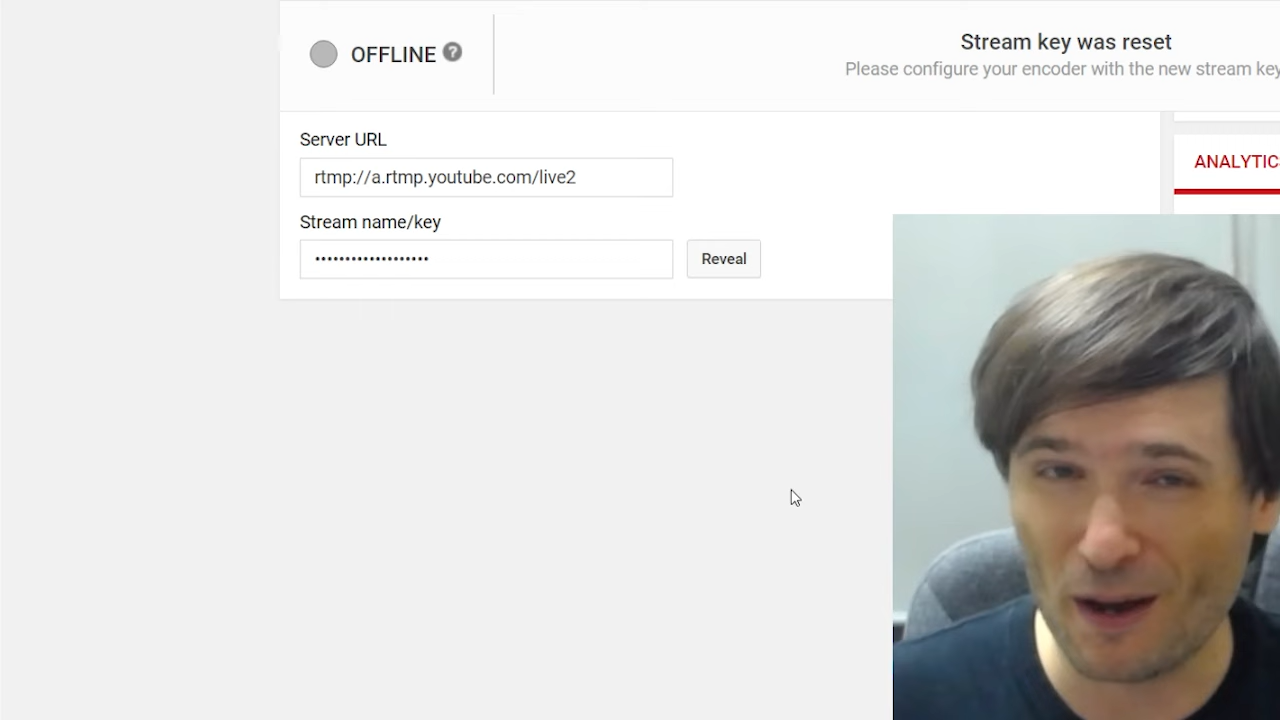 OFFLINE ?
Stream key was reset
Please configure your encoder with the new stream key
Server URL
rtmp://a.rtmp.youtube.com/live2
Stream name/key
•••••••••••••••••••
Reveal
ANALYTICS